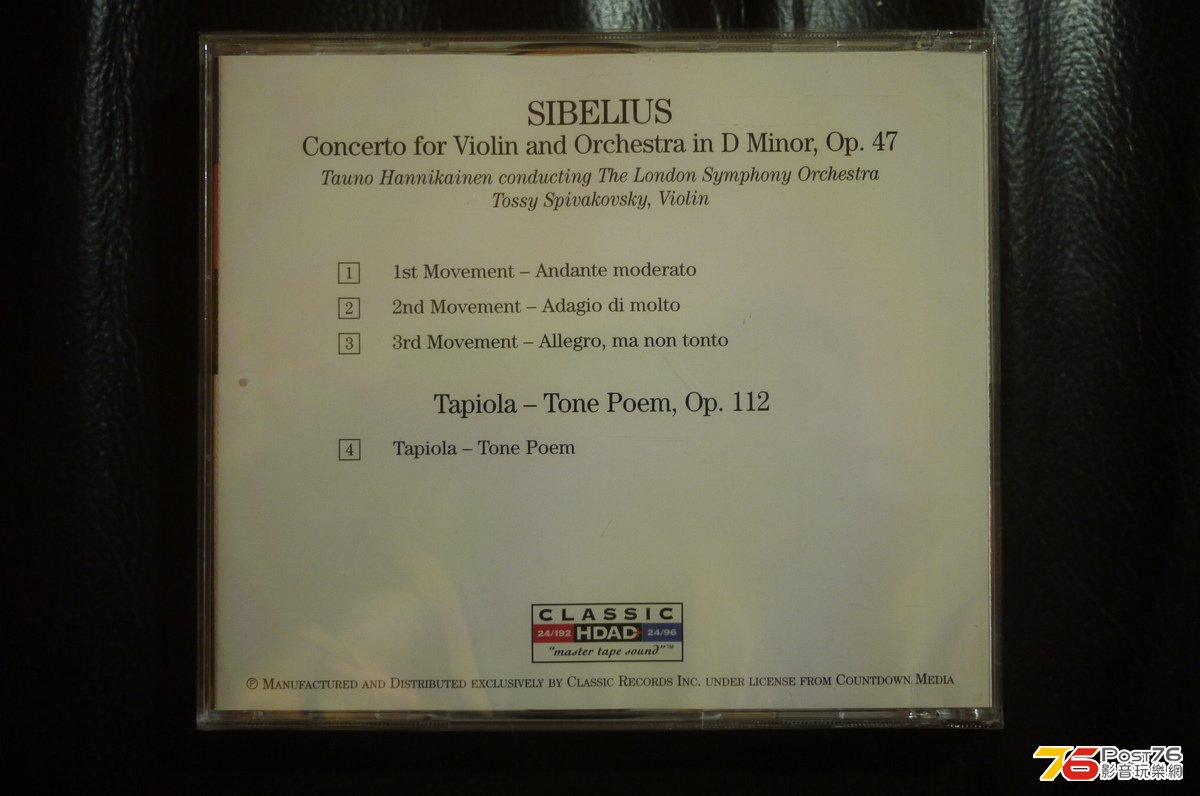 SIBELIUS
Concerto for Violin and Orchestra in D Minor, Op. 47
Tauno Hannikainen conducting The London Symphony Orchestra
Tossy Spivakovsky, Violin
1 1st Movement – Andante moderato
2 2nd Movement – Adagio di molto
3 3rd Movement – Allegro, ma non tonto
Tapiola – Tone Poem, Op. 112
4 Tapiola – Tone Poem
CLASSIC
24/192 HDAD 24/96
"master tape sound"™
℗ MANUFACTURED AND DISTRIBUTED EXCLUSIVELY BY CLASSIC RECORDS INC. UNDER LICENSE FROM COUNTDOWN MEDIA
76 POST76
影音玩樂網